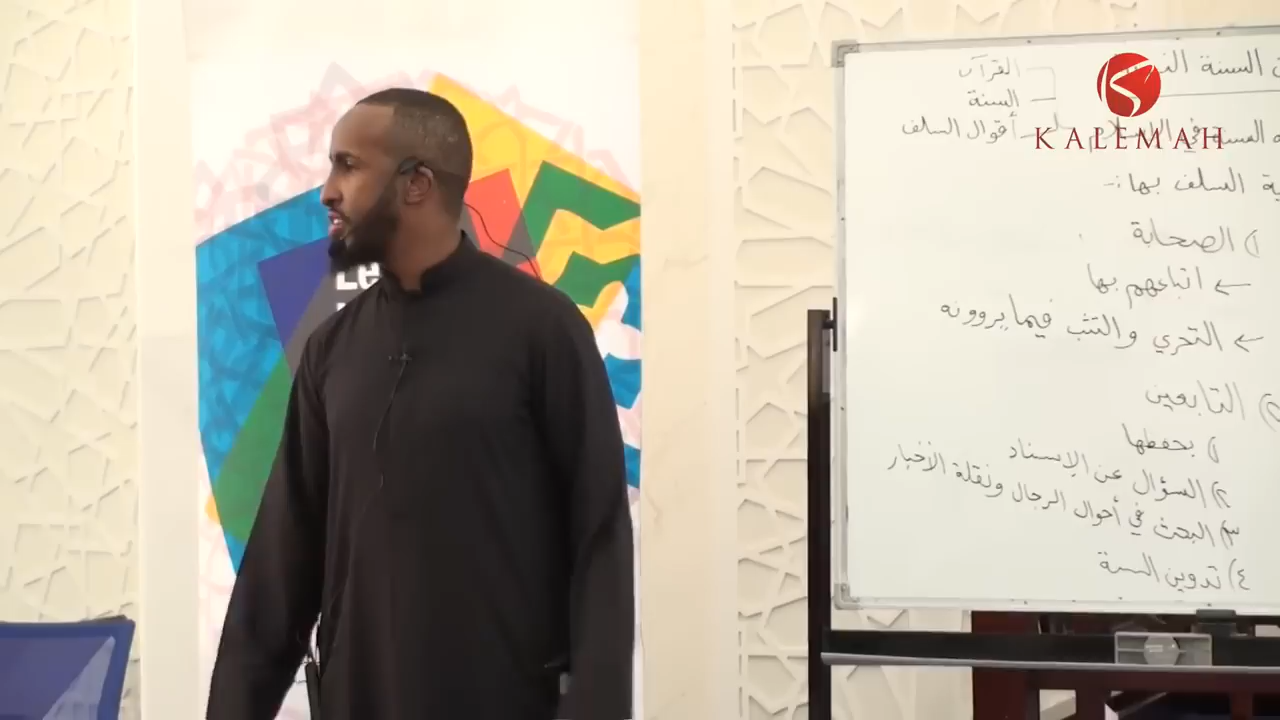 السنة
القرآن
السنة
أقوال السلف
السلف بها:-
١) الصحابة
← اتباعهم بها
← التحري والتثبت فيما يروونه
٢) التابعين
١) بحفظها
٢) السؤال عن الإسناد
٣) البحث في أحوال الرجال ونقلة الأخبار
٤) تدوين السنة
KALEMAH
Le